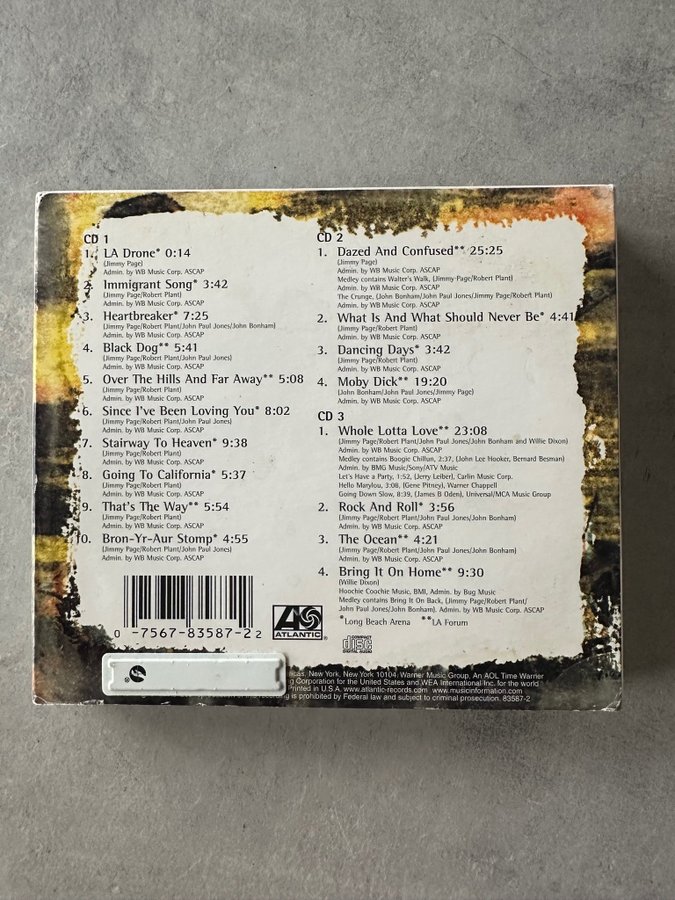 CD 1
1. LA Drone* 0:14
(Jimmy Page)
Admin. by WB Music Corp. ASCAP
2. Immigrant Song* 3:42
(Jimmy Page/Robert Plant)
Admin. by WB Music Corp. ASCAP
3. Heartbreaker* 7:25
(Jimmy Page/Robert Plant/John Paul Jones/John Bonham)
Admin. by WB Music Corp. ASCAP
4. Black Dog** 5:41
(Jimmy Page/Robert Plant/John Paul Jones)
Admin. by WB Music Corp. ASCAP
5. Over The Hills And Far Away** 5:08
(Jimmy Page/Robert Plant)
Admin. by WB Music Corp. ASCAP
6. Since I've Been Loving You* 8:02
(Jimmy Page/Robert Plant/John Paul Jones)
Admin. by WB Music Corp. ASCAP
7. Stairway To Heaven* 9:38
(Jimmy Page/Robert Plant)
Admin. by WB Music Corp. ASCAP
8. Going To California* 5:37
(Jimmy Page/Robert Plant)
Admin. by WB Music Corp. ASCAP
9. That's The Way** 5:54
(Jimmy Page/Robert Plant)
Admin. by WB Music Corp. ASCAP
10. Bron-Yr-Aur Stomp* 4:55
(Jimmy Page/Robert Plant/John Paul Jones)
Admin. by WB Music Corp. ASCAP
CD 2
1. Dazed And Confused** 25:25
(Jimmy Page)
Admin. by WB Music Corp. ASCAP
Medley contains Walter's Walk, (Jimmy Page/Robert Plant)
Admin. by WB Music Corp. ASCAP
The Crunge, (John Bonham/John Paul Jones/Jimmy Page/Robert Plant)
Admin. by WB Music Corp. ASCAP
2. What Is And What Should Never Be* 4:41
(Jimmy Page/Robert Plant)
Admin. by WB Music Corp. ASCAP
3. Dancing Days* 3:42
(Jimmy Page/Robert Plant)
Admin. by WB Music Corp. ASCAP
4. Moby Dick** 19:20
(John Bonham/John Paul Jones/Jimmy Page)
Admin. by WB Music Corp. ASCAP
CD 3
1. Whole Lotta Love** 23:08
(Jimmy Page/Robert Plant/John Paul Jones/John Bonham and Willie Dixon)
Admin. by WB Music Corp. ASCAP
Medley contains Boogie Chillun, 2:37, (John Lee Hooker, Bernard Besman)
Admin. by BMG Music/Sony/ATV Music
Let's Have a Party, 1:52, (Jerry Leiber), Carlin Music Corp.
Hello Marylou, 3:08, (Gene Pitney), Warner Chappell
Going Down Slow, 8:39, (James B Oden), Universal/MCA Music Group
2. Rock And Roll* 3:56
(Jimmy Page/Robert Plant/John Paul Jones/John Bonham)
Admin. by WB Music Corp. ASCAP
3. The Ocean** 4:21
(Jimmy Page/Robert Plant/John Paul Jones/John Bonham)
Admin. by WB Music Corp. ASCAP
4. Bring It On Home** 9:30
(Willie Dixon)
Hoochie Coochie Music, BMI, Admin. by Bug Music
Medley contains Bring It On Back, (Jimmy Page/Robert Plant/
John Paul Jones/John Bonham). Admin. by WB Music Corp. ASCAP
*Long Beach Arena **LA Forum
0 -7567-83587-2 2
ATLANTIC®
COMPACT
disc
DIGITAL AUDIO
New York, New York 10104. Warner Music Group. An AOL Time Warner
Corporation for the United States and WEA International Inc. for the world
Printed in U.S.A. www.atlantic-records.com www.musicinformation.com
is prohibited by Federal law and subject to criminal prosecution. 83587-2